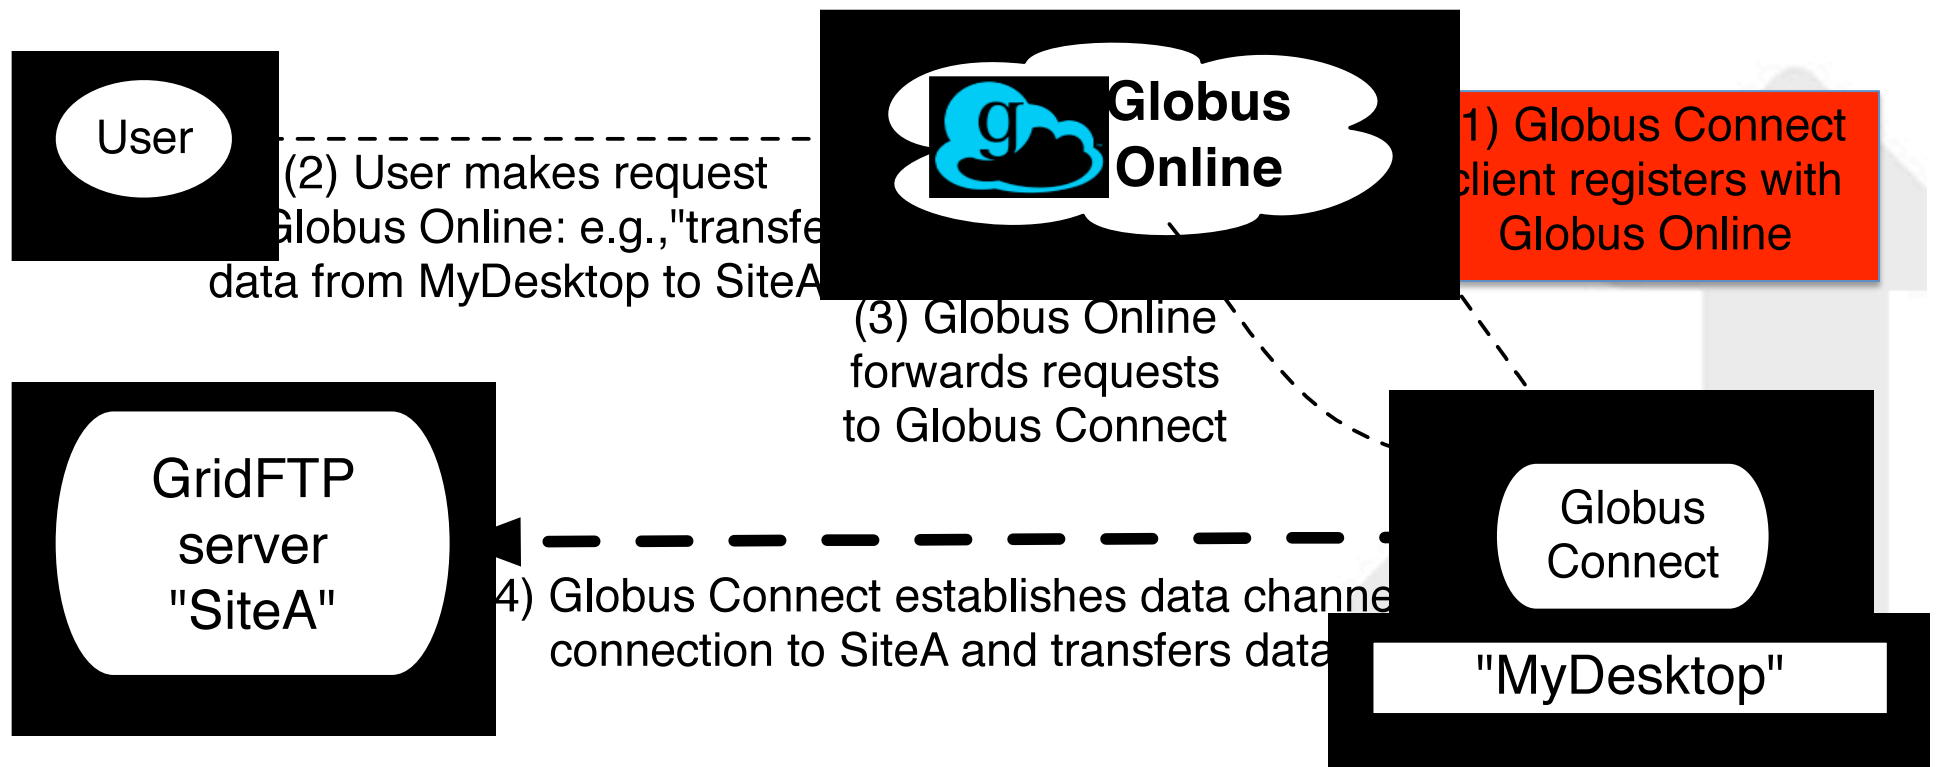 User
Globus
Online
1) Globus Connect
client registers with
Globus Online
(2) User makes request
Globus Online: e.g.,"transfe
data from MyDesktop to SiteA
(3) Globus Online
forwards requests
to Globus Connect
GridFTP
server
"SiteA"
Globus
Connect
4) Globus Connect establishes data channe
connection to SiteA and transfers data
"MyDesktop"
g